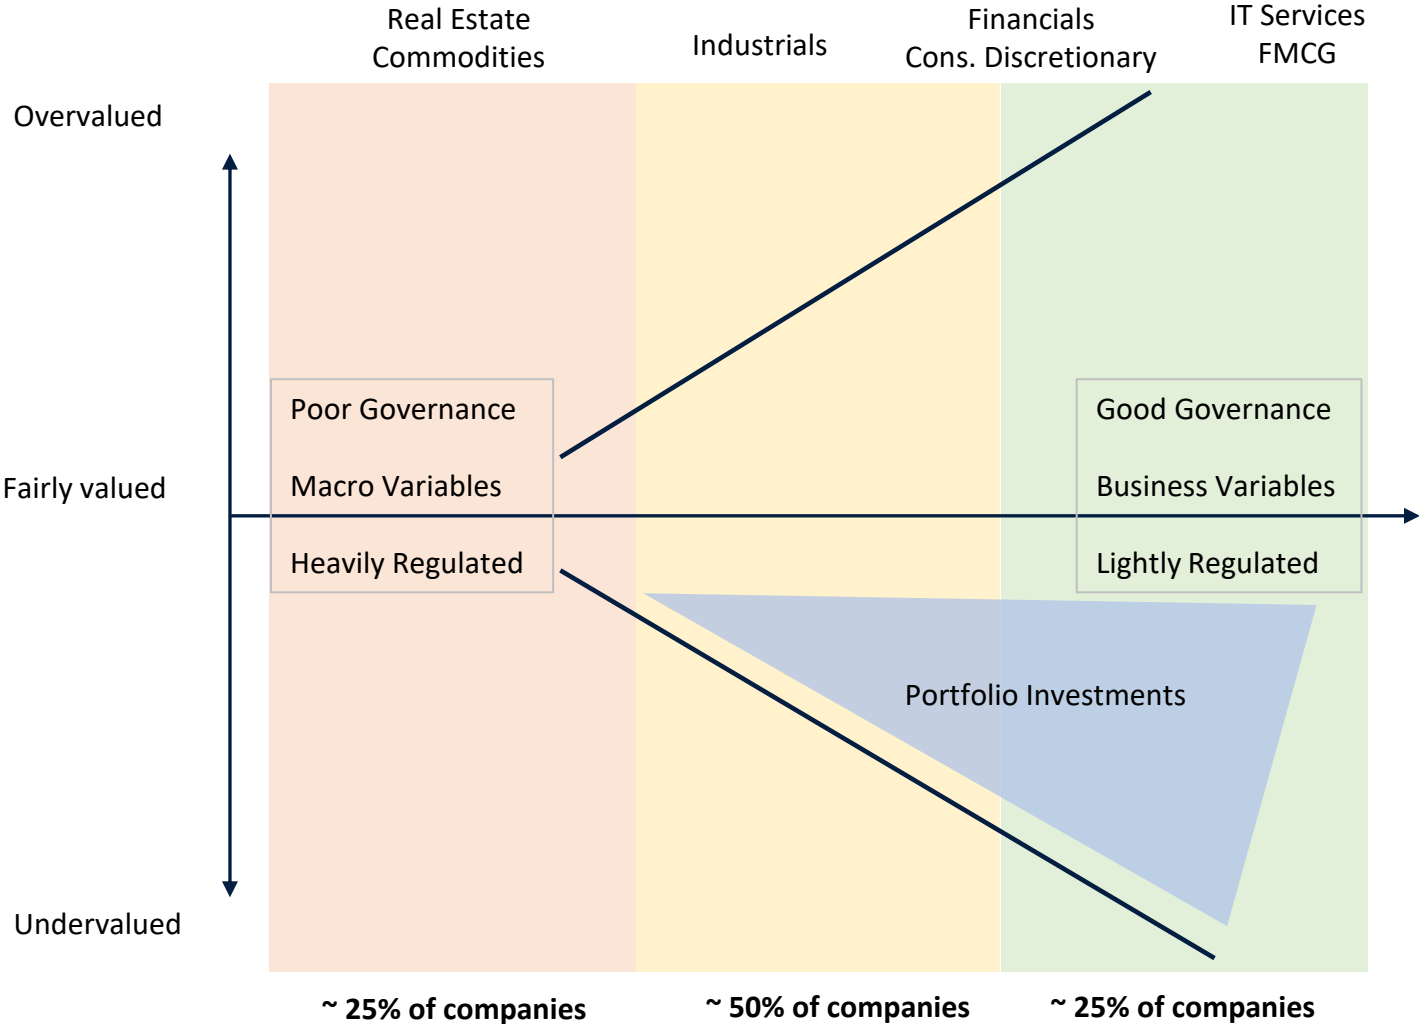 Real Estate
Commodities
Industrials
Financials
Cons. Discretionary
IT Services
FMCG
Overvalued
Poor Governance
Good Governance
Fairly valued
Macro Variables
Business Variables
Heavily Regulated
Lightly Regulated
Portfolio Investments
Undervalued
~ 25% of companies
~ 50% of companies
~ 25% of companies